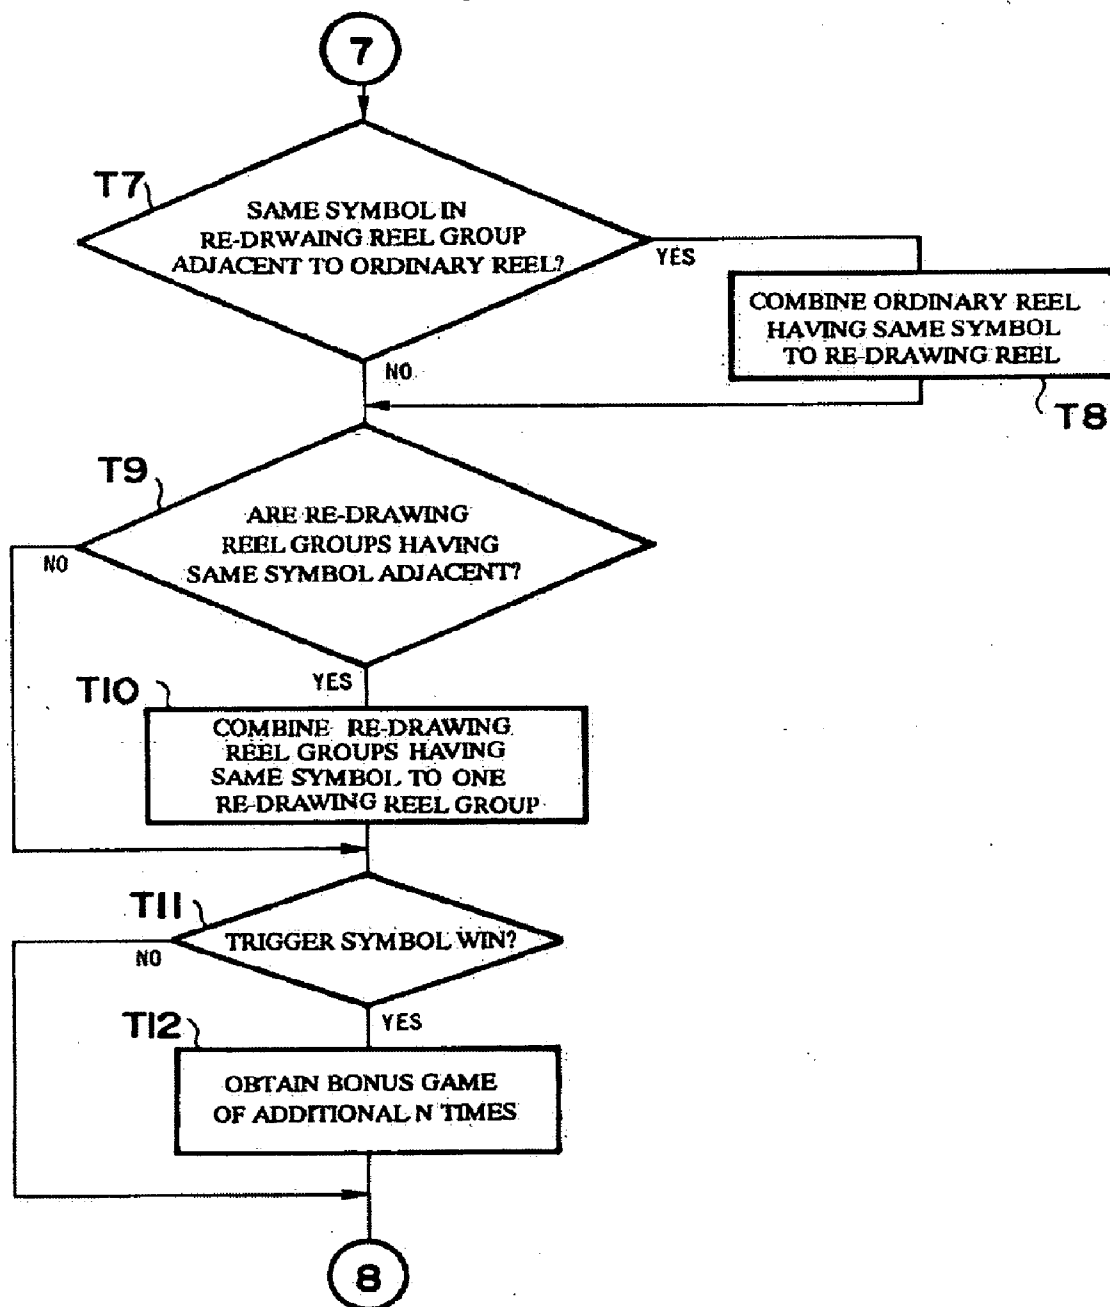 7
T7
SAME SYMBOL IN
RE-DRWAING REEL GROUP
ADJACENT TO ORDINARY REEL?
YES
COMBINE ORDINARY REEL
HAVING SAME SYMBOL
TO RE-DRAWING REEL
T8
NO
T9
ARE RE-DRAWING
REEL GROUPS HAVING
SAME SYMBOL ADJACENT?
NO
YES
T10
COMBINE RE-DRAWING
REEL GROUPS HAVING
SAME SYMBOL TO ONE
RE-DRAWING REEL GROUP
T11
TRIGGER SYMBOL WIN?
NO
YES
T12
OBTAIN BONUS GAME
OF ADDITIONAL N TIMES
8